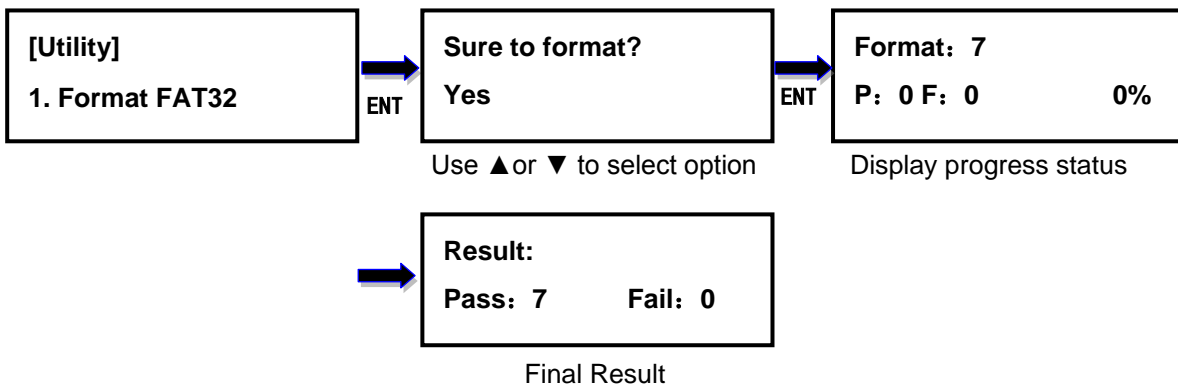 [Utility]
1. Format FAT32
ENT
Sure to format?
Yes
Use ▲or ▼ to select option
ENT
Format：7
P：0 F：0 0%
Display progress status
Result:
Pass：7 Fail：0
Final Result